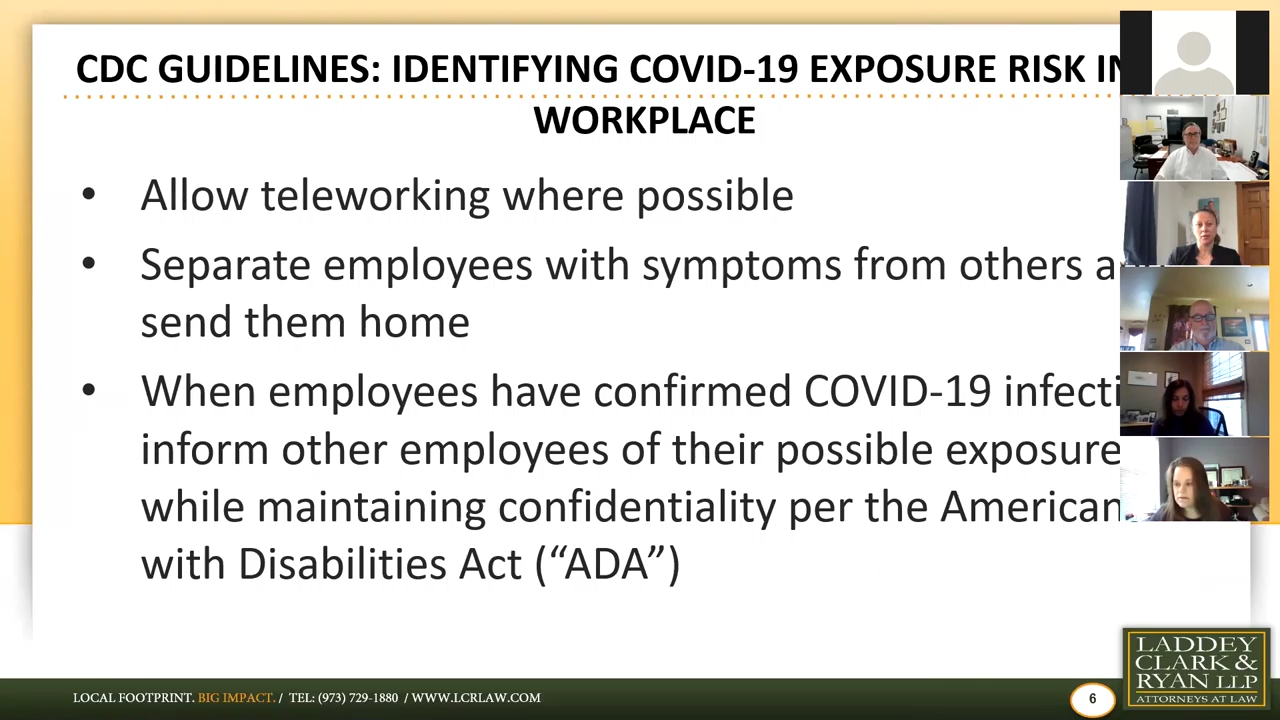 CDC GUIDELINES: IDENTIFYING COVID-19 EXPOSURE RISK IN
WORKPLACE
• Allow teleworking where possible
• Separate employees with symptoms from others
send them home
• When employees have confirmed COVID-19
inform other employees of their possible exposure
while maintaining confidentiality per the American
with Disabilities Act (“ADA”)
LOCAL FOOTPRINT. BIG IMPACT. / TEL: (973) 729-1880 / WWW.LCRLAW.COM
6
LADDEY
CLARK &
RYAN LLP
ATTORNEYS AT LAW